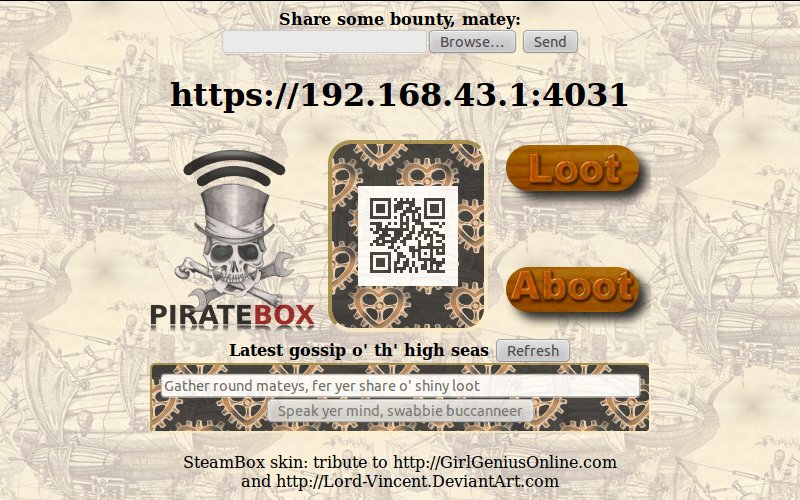 Share some bounty, matey:
Browse... Send
https://192.168.43.1:4031
Loot
Aboot
PIRATEBOX
Latest gossip o' th' high seas Refresh
Gather round mateys, fer yer share o' shiny loot
Speak yer mind, swabbie buccanneer
SteamBox skin: tribute to http://GirlGeniusOnline.com
and http://Lord-Vincent.DeviantArt.com